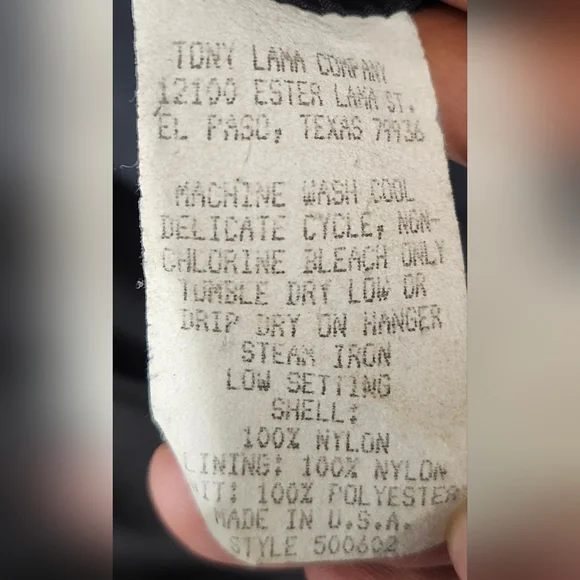 TONY LAMA COMPANY
12100 ESTER LAMA ST.
EL PASO, TEXAS 79936
MACHINE WASH COOL
DELICATE CYCLE, NON-
CHLORINE BLEACH ONLY
TUMBLE DRY LOW OR
DRIP DRY ON HANGER
STEAM IRON
LOW SETTING
SHELL:
100% NYLON
LINING: 100% NYLON
100% POLYESTER
MADE IN U.S.A.
STYLE 500602